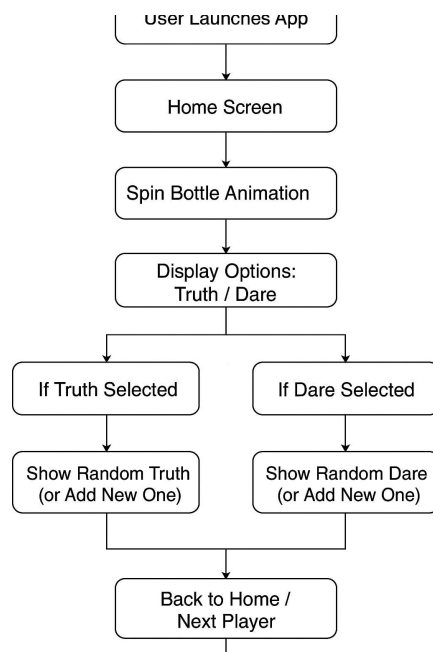 User Launches App
Home Screen
Spin Bottle Animation
Display Options:
Truth / Dare
If Truth Selected
If Dare Selected
Show Random Truth
(or Add New One)
Show Random Dare
(or Add New One)
Back to Home /
Next Player